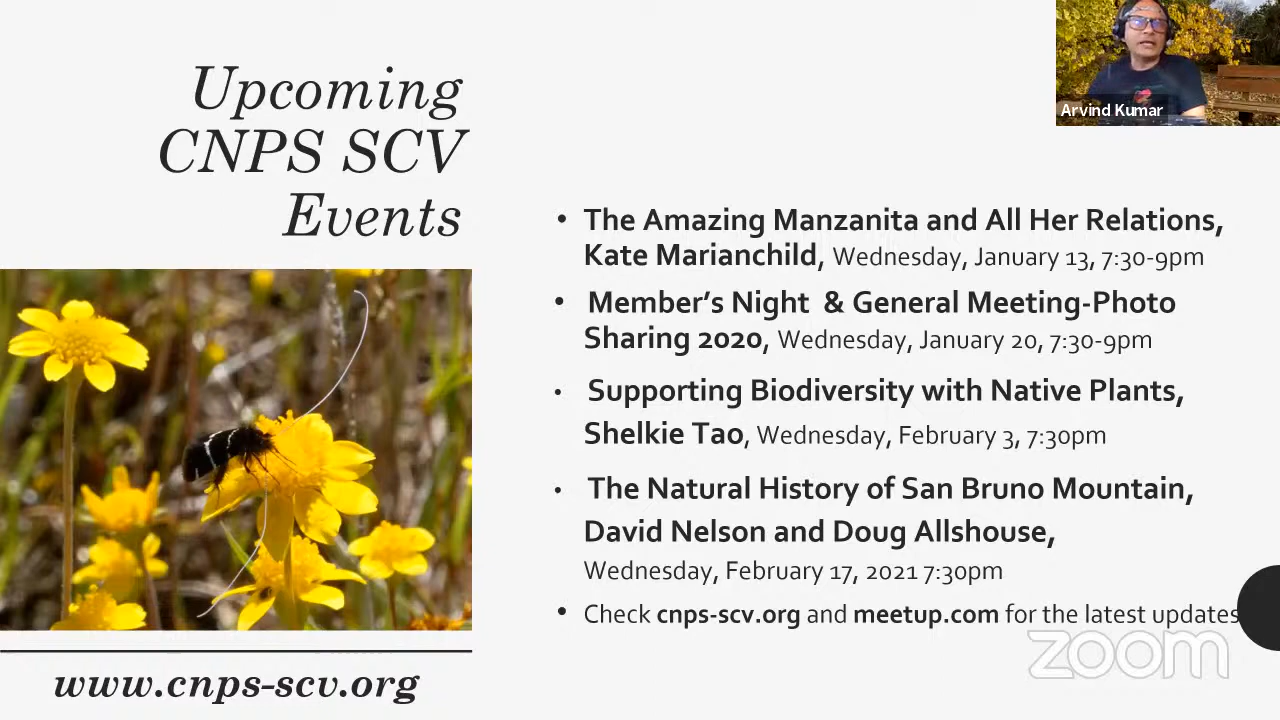 Upcoming
CNPS SCV
Events
Arvind Kumar
• The Amazing Manzanita and All Her Relations,
Kate Marianchild, Wednesday, January 13, 7:30-9pm
• Member’s Night & General Meeting-Photo
Sharing 2020, Wednesday, January 20, 7:30-9pm
• Supporting Biodiversity with Native Plants,
Shelkie Tao, Wednesday, February 3, 7:30pm
• The Natural History of San Bruno Mountain,
David Nelson and Doug Allshouse,
Wednesday, February 17, 2021 7:30pm
• Check cnps-scv.org and meetup.com for the latest updates
www.cnps-scv.org
zoom